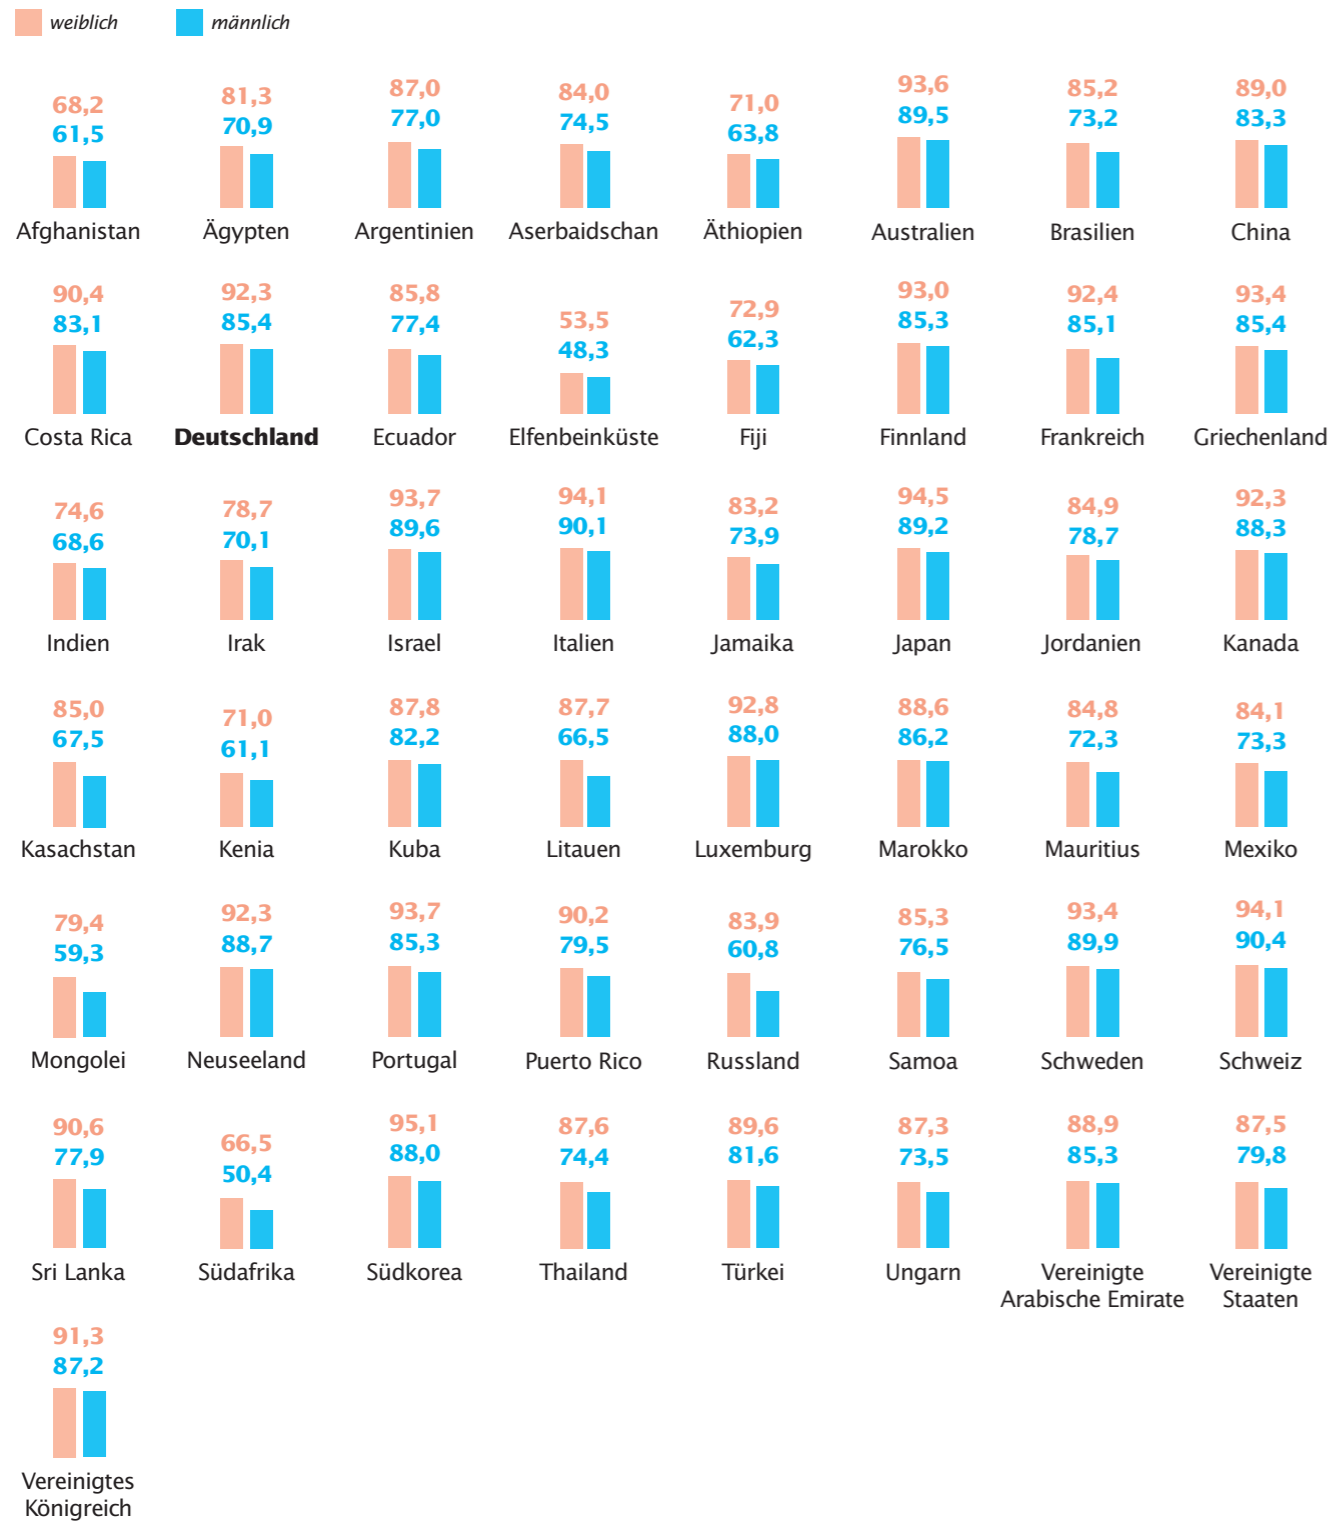 weiblich männlich
68,2 81,3 87,0 84,0 71,0 93,6 85,2 89,0
61,5 70,9 77,0 74,5 63,8 89,5 73,2 83,3
Afghanistan Ägypten Argentinien Aserbaidschan Äthiopien Australien Brasilien China
90,4 92,3 85,8 53,5 72,9 93,0 92,4 93,4
83,1 85,4 77,4 48,3 62,3 85,3 85,1 85,4
Costa Rica Deutschland Ecuador Elfenbeinküste Fiji Finnland Frankreich Griechenland
74,6 78,7 93,7 94,1 83,2 94,5 84,9 92,3
68,6 70,1 89,6 90,1 73,9 89,2 78,7 88,3
Indien Irak Israel Italien Jamaika Japan Jordanien Kanada
85,0 71,0 87,8 87,7 92,8 88,6 84,8 84,1
67,5 61,1 82,2 66,5 88,0 86,2 72,3 73,3
Kasachstan Kenia Kuba Litauen Luxemburg Marokko Mauritius Mexiko
79,4 92,3 93,7 90,2 83,9 85,3 93,4 94,1
59,3 88,7 85,3 79,5 60,8 76,5 89,9 90,4
Mongolei Neuseeland Portugal Puerto Rico Russland Samoa Schweden Schweiz
90,6 66,5 95,1 87,6 89,6 87,3 88,9 87,5
77,9 50,4 88,0 74,4 81,6 73,5 85,3 79,8
Sri Lanka Südafrika Südkorea Thailand Türkei Ungarn Vereinigte Vereinigte
Arabische Emirate Staaten
91,3
87,2
Vereinigtes
Königreich